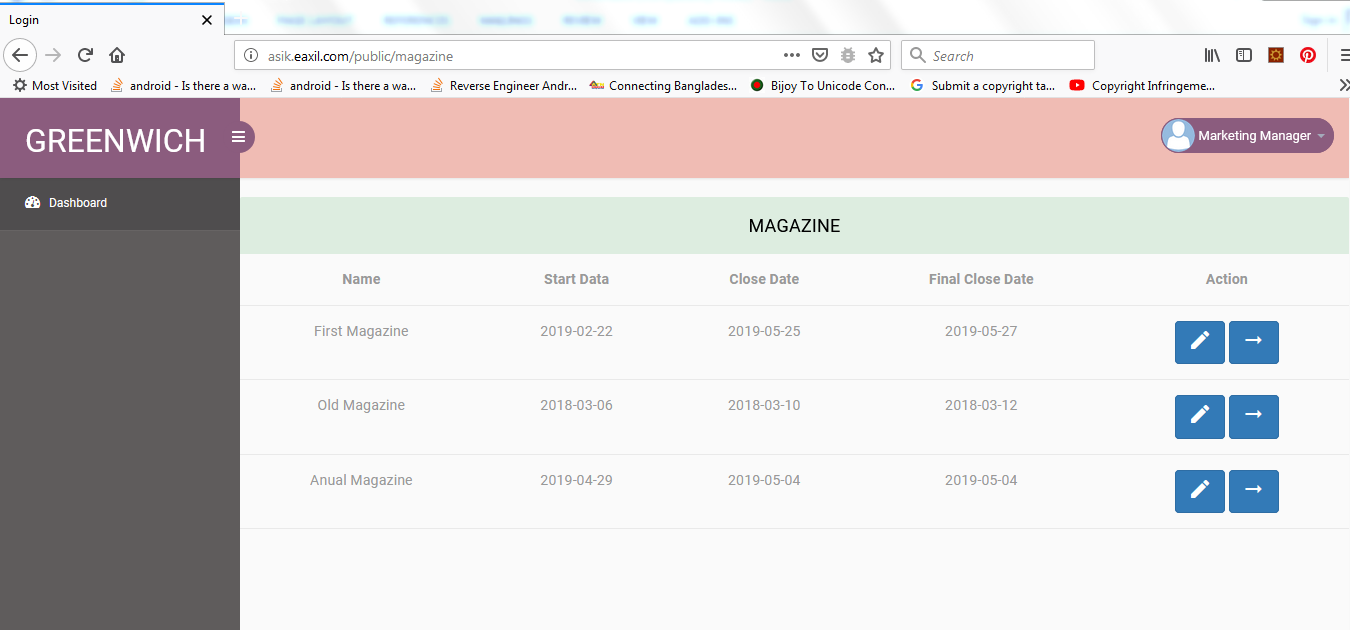 Login
asik.eaxil.com/public/magazine
Search
Most Visited
android - Is there a wa...
android - Is there a wa...
Reverse Engineer Andr...
Connecting Banglades...
Bijoy To Unicode Con...
Submit a copyright ta...
Copyright Infringeme...
GREENWICH
Marketing Manager
Dashboard
MAGAZINE
Name Start Data Close Date Final Close Date Action
First Magazine 2019-02-22 2019-05-25 2019-05-27
Old Magazine 2018-03-06 2018-03-10 2018-03-12
Anual Magazine 2019-04-29 2019-05-04 2019-05-04